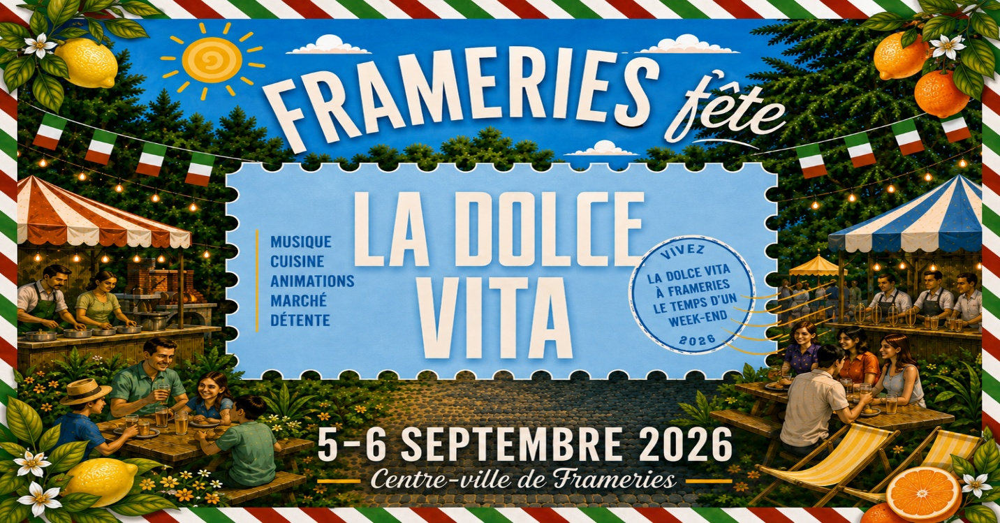 FRAMERIES fête
LA DOLCE
VITA
MUSIQUE
CUISINE
ANIMATIONS
MARCHÉ
DÉTENTE
VIVEZ
LA DOLCE VITA
À FRAMERIES
LE TEMPS D'UN
WEEK-END
2026
5-6 SEPTEMBRE 2026
Centre-ville de Frameries